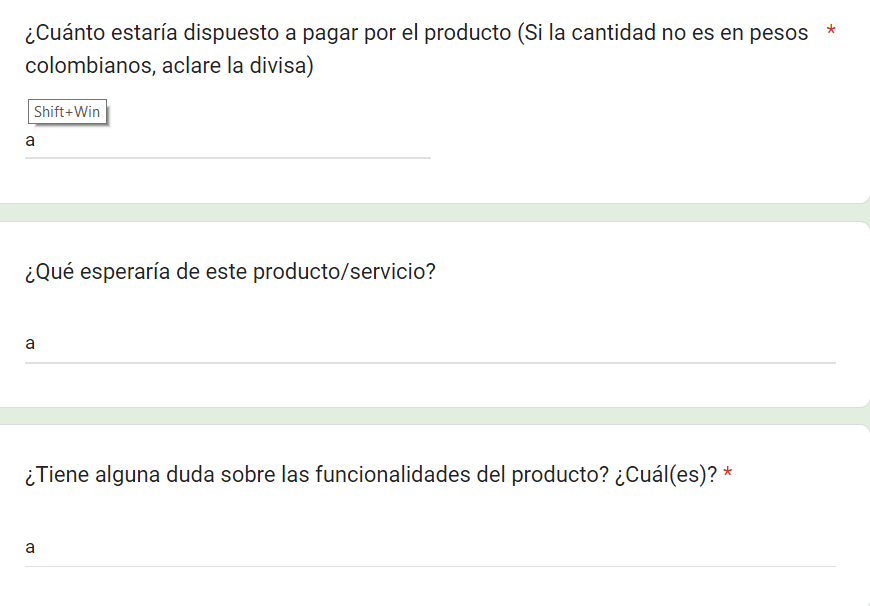 ¿Cuánto estaría dispuesto a pagar por el producto (Si la cantidad no es en pesos *
colombianos, aclare la divisa)
Shift+Win
a
¿Qué esperaría de este producto/servicio?
a
¿Tiene alguna duda sobre las funcionalidades del producto? ¿Cuál(es)? *
a